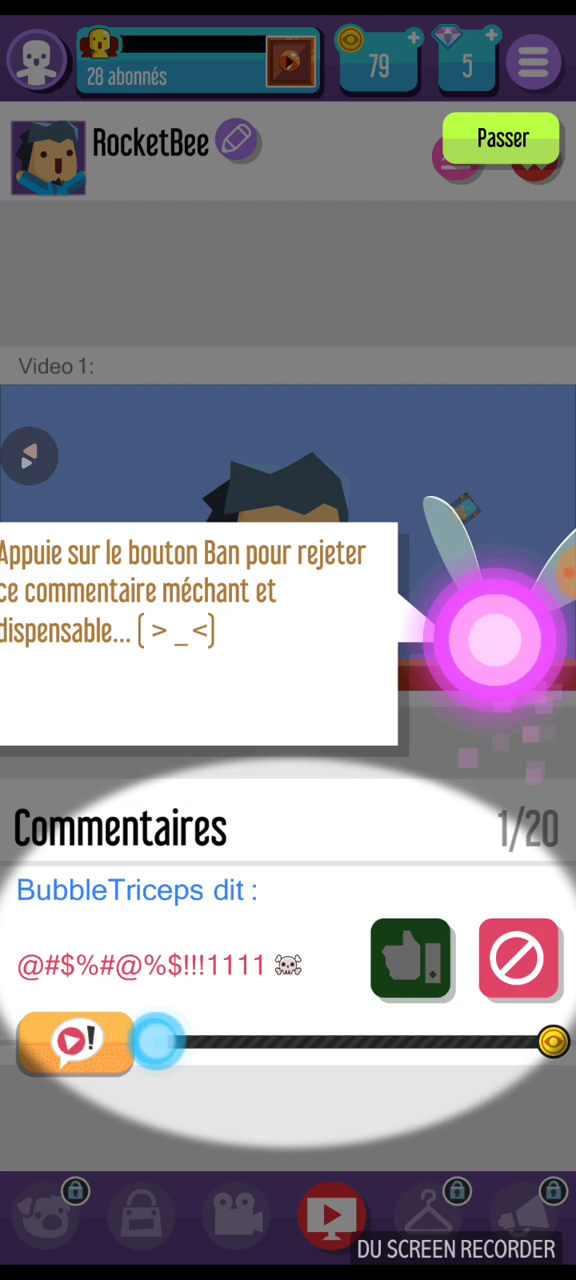 28 abonnés
79
5
RocketBee
Passer
Video 1:
Appuie sur le bouton Ban pour rejeter
ce commentaire méchant et
dispensable... ( > _ <)
Commentaires
1/20
BubbleTriceps dit :
@#$%#@%$!!!1111 ☠
!
DU SCREEN RECORDER